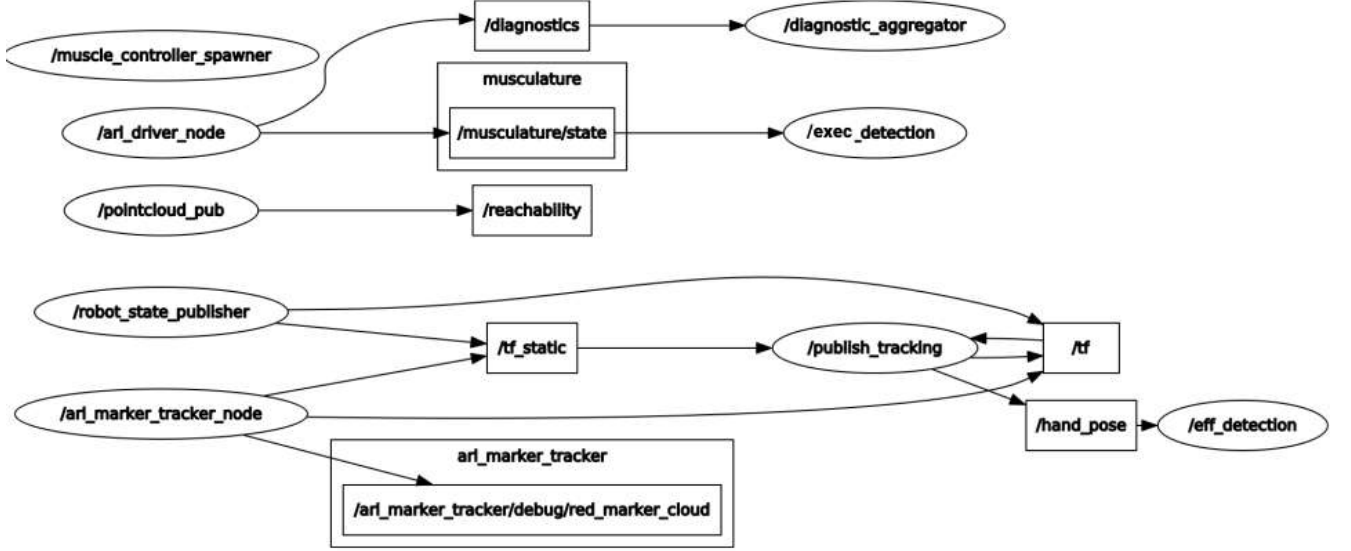 /diagnostics
/diagnostic_aggregator
/muscle_controller_spawner
musculature
/arl_driver_node
/musculature/state
/exec_detection
/pointcloud_pub
/reachability
/robot_state_publisher
/tf_static
/publish_tracking
/tf
/arl_marker_tracker_node
/hand_pose
/eff_detection
arl_marker_tracker
/arl_marker_tracker/debug/red_marker_cloud